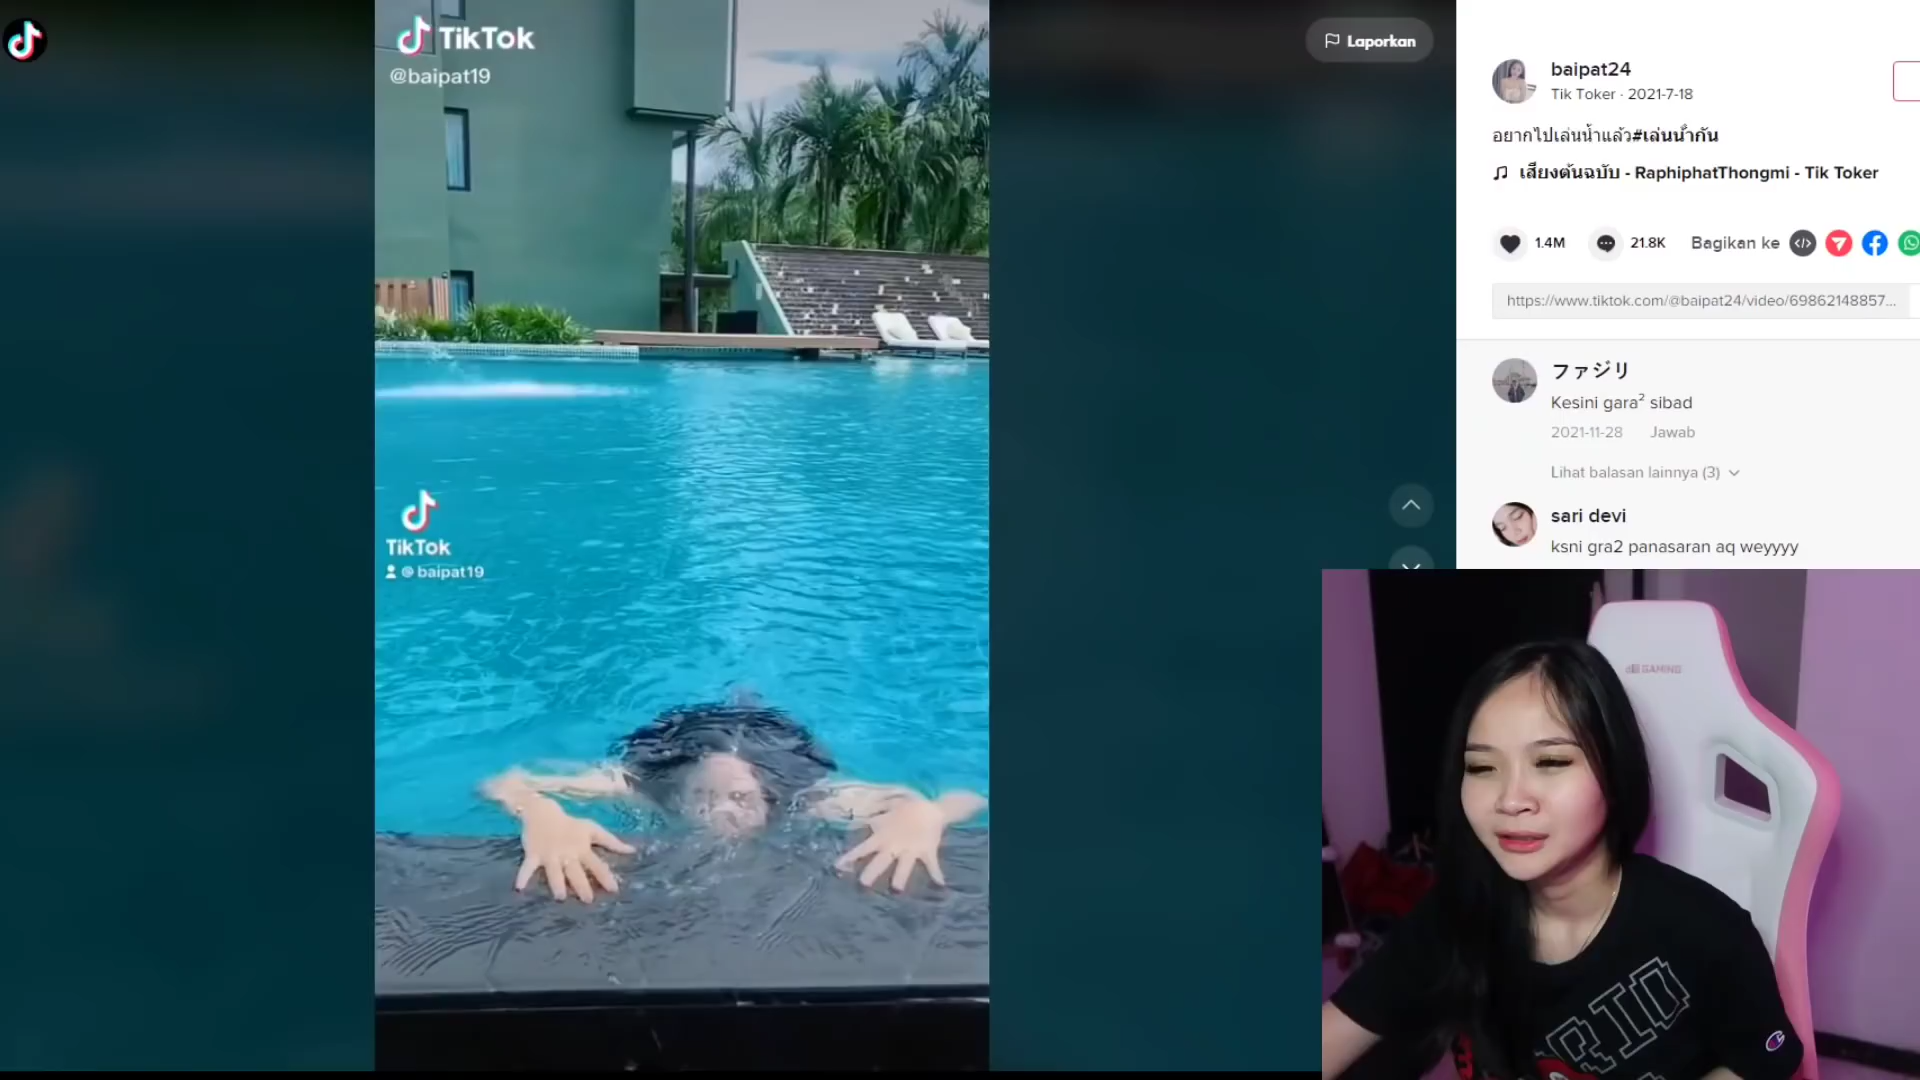 TikTok
@baipat19
TikTok
@baipat19
Laporkan
baipat24
Tik Toker · 2021-7-18
อยากไปเล่นน้ำแล้ว#เล่นน้ำกัน
เสียงต้นฉบับ - RaphiphatThongmi - Tik Toker
1.4M
21.8K
Bagikan ke
https://www.tiktok.com/@baipat24/video/69862148857...
ファジリ
Kesini gara² sibad
2021-11-28 Jawab
Lihat balasan lainnya (3)
sari devi
ksni gra2 panasaran aq weyyyy
GAMING